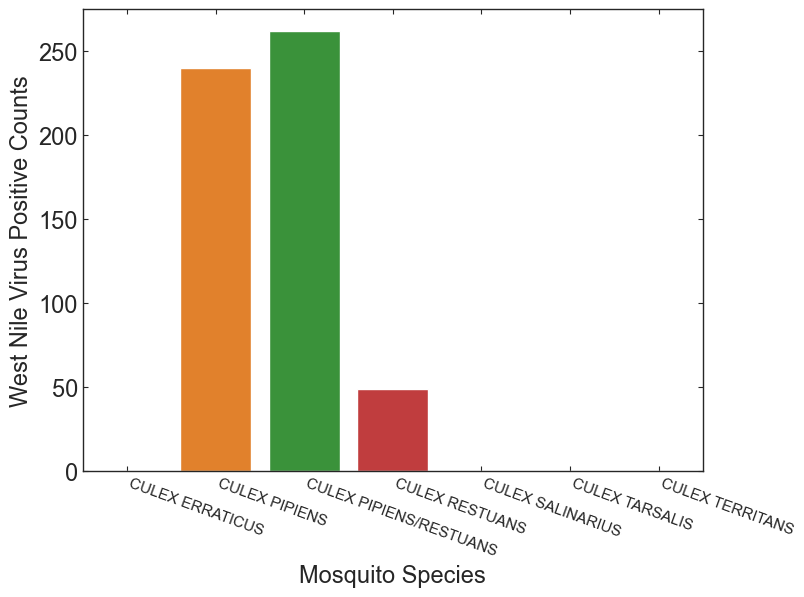 West Nile Virus Positive Counts
250
200
150
100
50
0
CULEX ERRATICUS
CULEX PIPIENS
CULEX PIPIENS/RESTUANS
CULEX RESTUANS
CULEX SALINARIUS
CULEX TARSALIS
CULEX TERRITANS
Mosquito Species